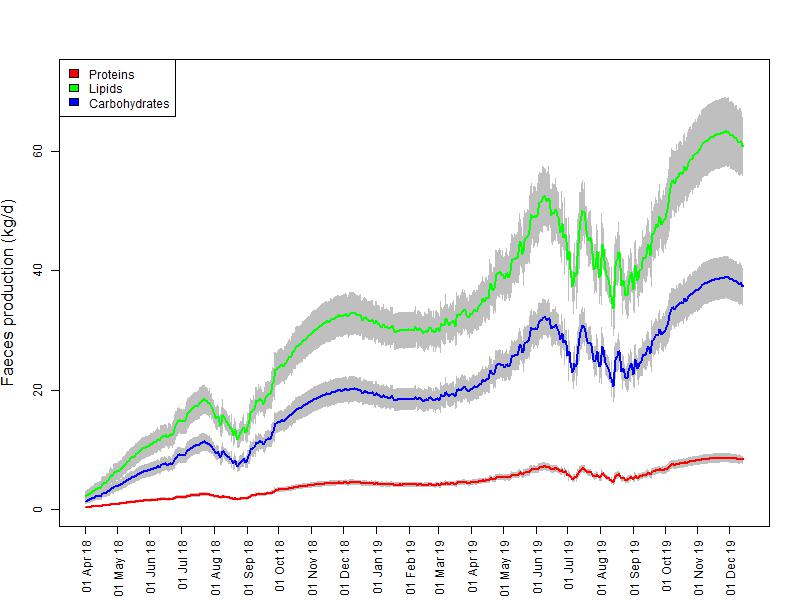 Proteins
Lipids
Carbohydrates
Faeces production (kg/d)
60
40
20
0
01 Apr 18
01 May 18
01 Jun 18
01 Jul 18
01 Aug 18
01 Sep 18
01 Oct 18
01 Nov 18
01 Dec 18
01 Jan 19
01 Feb 19
01 Mar 19
01 Apr 19
01 May 19
01 Jun 19
01 Jul 19
01 Aug 19
01 Sep 19
01 Oct 19
01 Nov 19
01 Dec 19